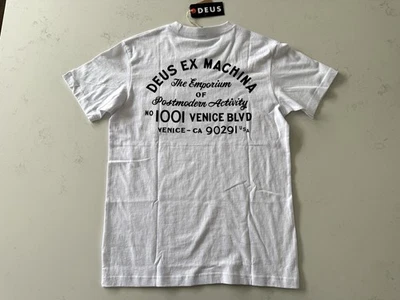 DEUS
DEUS EX MACHINA
The Emporium
OF
Postmodern Activity
NO 1001 VENICE BLVD
VENICE-CA 90291 USA